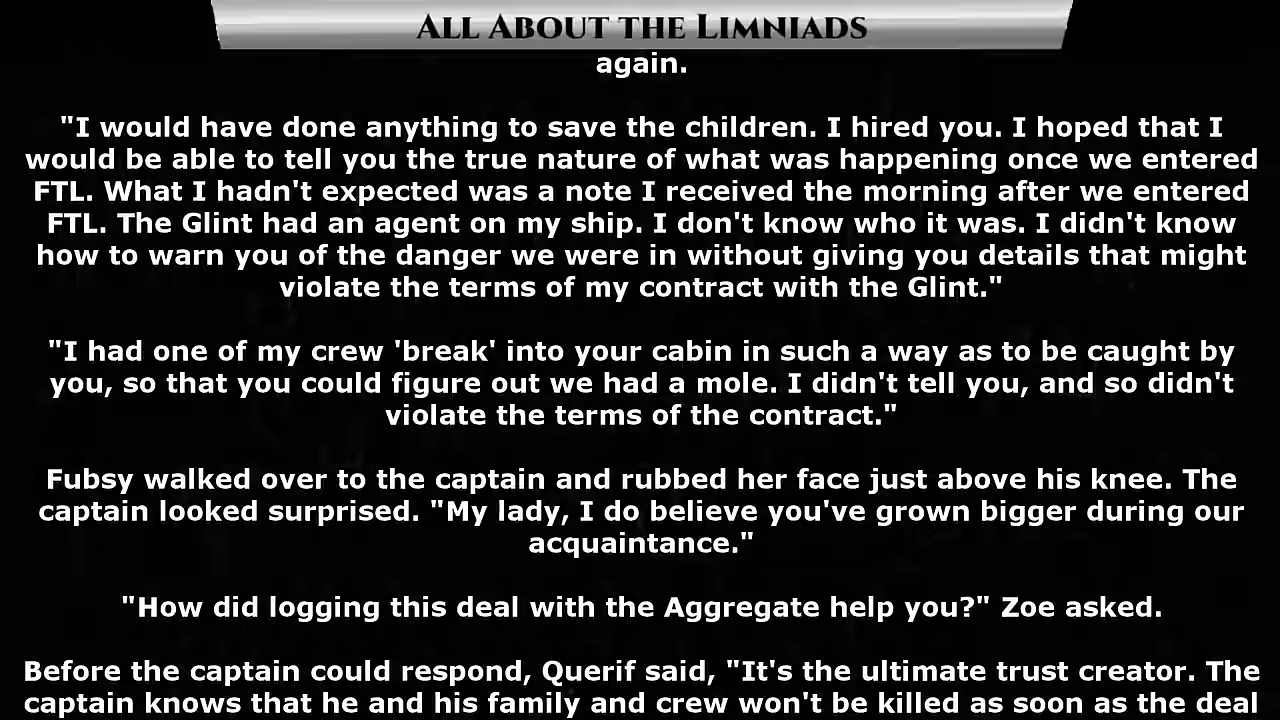 All About the Limniads
again.
"I would have done anything to save the children. I hired you. I hoped that I
would be able to tell you the true nature of what was happening once we entered
FTL. What I hadn't expected was a note I received the morning after we entered
FTL. The Glint had an agent on my ship. I don't know who it was. I didn't know
how to warn you of the danger we were in without giving you details that might
violate the terms of my contract with the Glint."
"I had one of my crew 'break' into your cabin in such a way as to be caught by
you, so that you could figure out we had a mole. I didn't tell you, and so didn't
violate the terms of the contract."
Fubsy walked over to the captain and rubbed her face just above his knee. The
captain looked surprised. "My lady, I do believe you've grown bigger during our
acquaintance."
"How did logging this deal with the Aggregate help you?" Zoe asked.
Before the captain could respond, Querif said, "It's the ultimate trust creator. The
captain knows that he and his family and crew won't be killed as soon as the deal